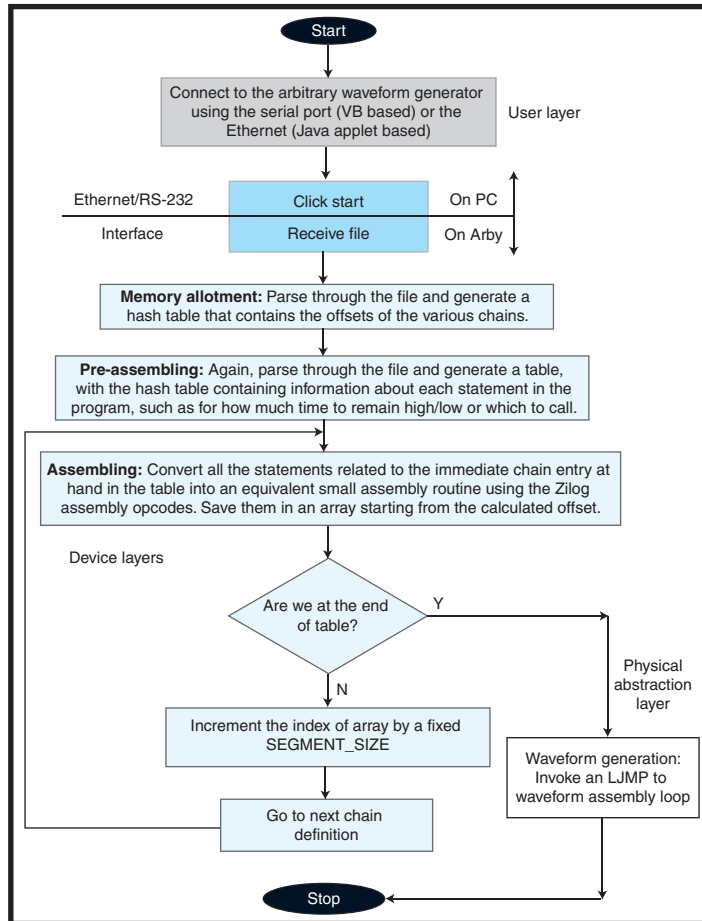 Start
Connect to the arbitrary waveform generator
using the serial port (VB based) or the
Ethernet (Java applet based)
User layer
Ethernet/RS-232
Click start
On PC
Interface
Receive file
On Arby
Memory allotment: Parse through the file and generate a
hash table that contains the offsets of the various chains.
Pre-assembling: Again, parse through the file and generate a table,
with the hash table containing information about each statement in the
program, such as for how much time to remain high/low or which to call.
Assembling: Convert all the statements related to the immediate chain entry at
hand in the table into an equivalent small assembly routine using the Zilog
assembly opcodes. Save them in an array starting from the calculated offset.
Device layers
Are we at the end
of table?
Y
N
Physical
abstraction
layer
Increment the index of array by a fixed
SEGMENT_SIZE
Waveform generation:
Invoke an LJMP to
waveform assembly loop
Go to next chain
definition
Stop